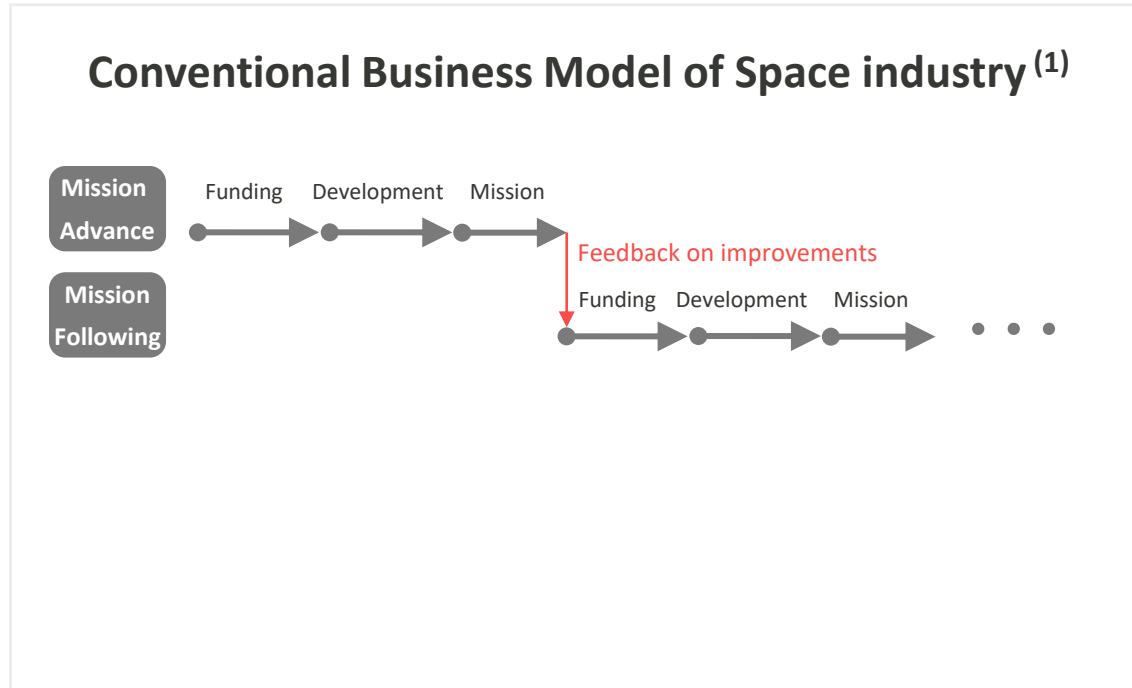 Conventional Business Model of Space industry (1)
Mission
Advance
Funding Development Mission
Feedback on improvements
Mission
Following
Funding Development Mission